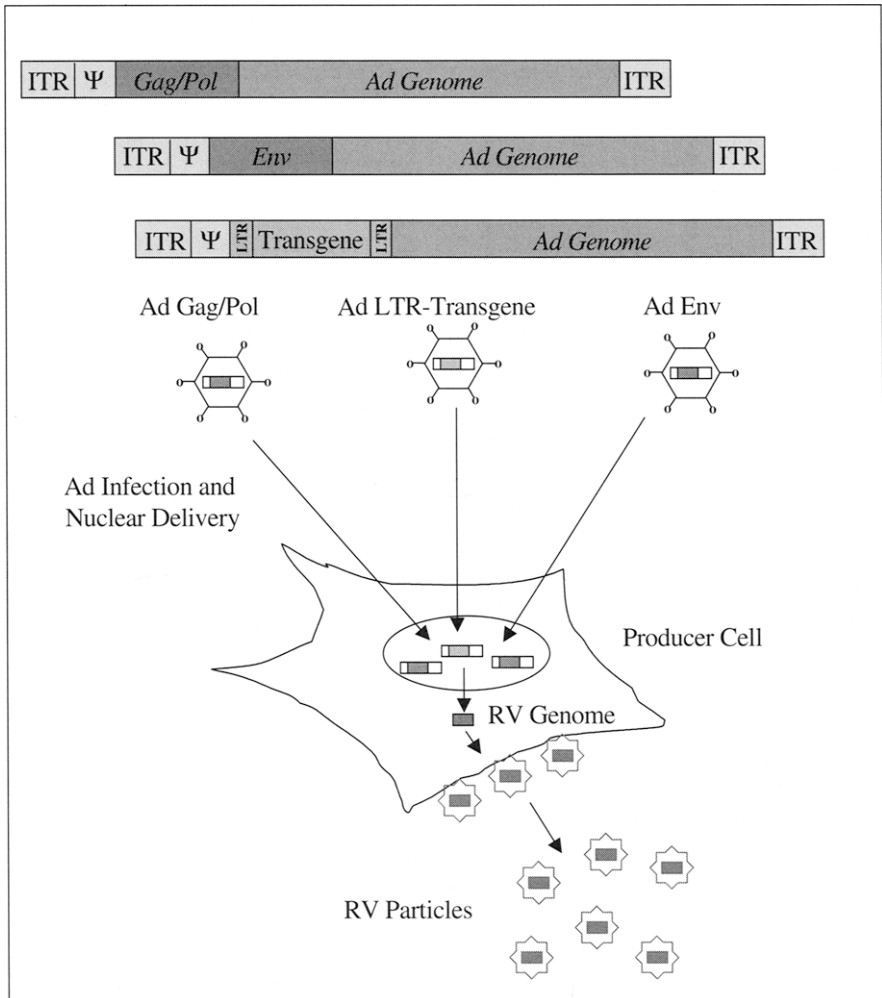 ITR Ψ Gag/Pol Ad Genome ITR
ITR Ψ Env Ad Genome ITR
ITR Ψ LTR Transgene LTR Ad Genome ITR
Ad Gag/Pol Ad LTR-Transgene Ad Env
Ad Infection and
Nuclear Delivery
Producer Cell
RV Genome
RV Particles